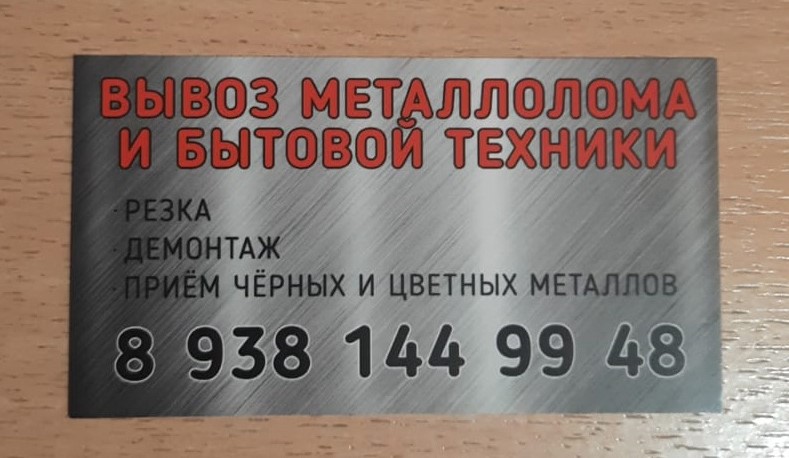 ВЫВОЗ МЕТАЛЛОЛОМА
И БЫТОВОЙ ТЕХНИКИ
· РЕЗКА
· ДЕМОНТАЖ
· ПРИЁМ ЧЁРНЫХ И ЦВЕТНЫХ МЕТАЛЛОВ
8 938 144 99 48